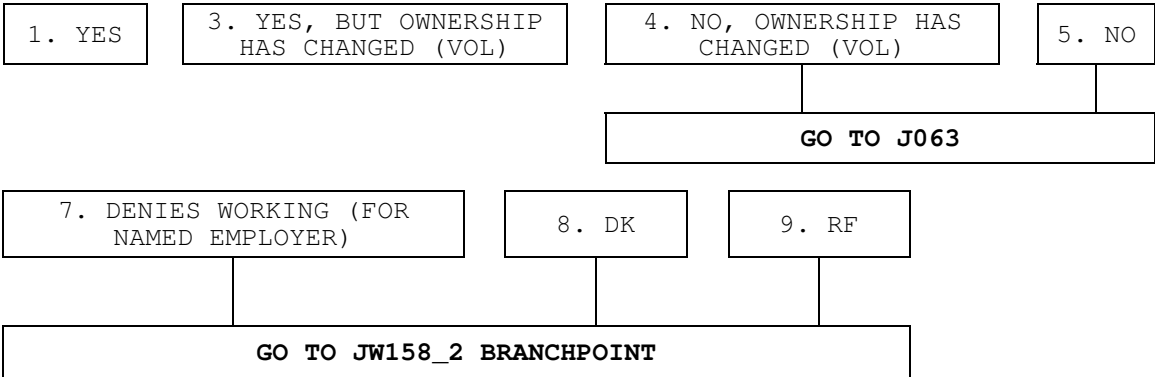 1. YES
3. YES, BUT OWNERSHIP
HAS CHANGED (VOL)
4. NO, OWNERSHIP HAS
CHANGED (VOL)
5. NO
GO TO J063
7. DENIES WORKING (FOR
NAMED EMPLOYER)
8. DK
9. RF
GO TO JW158_2 BRANCHPOINT